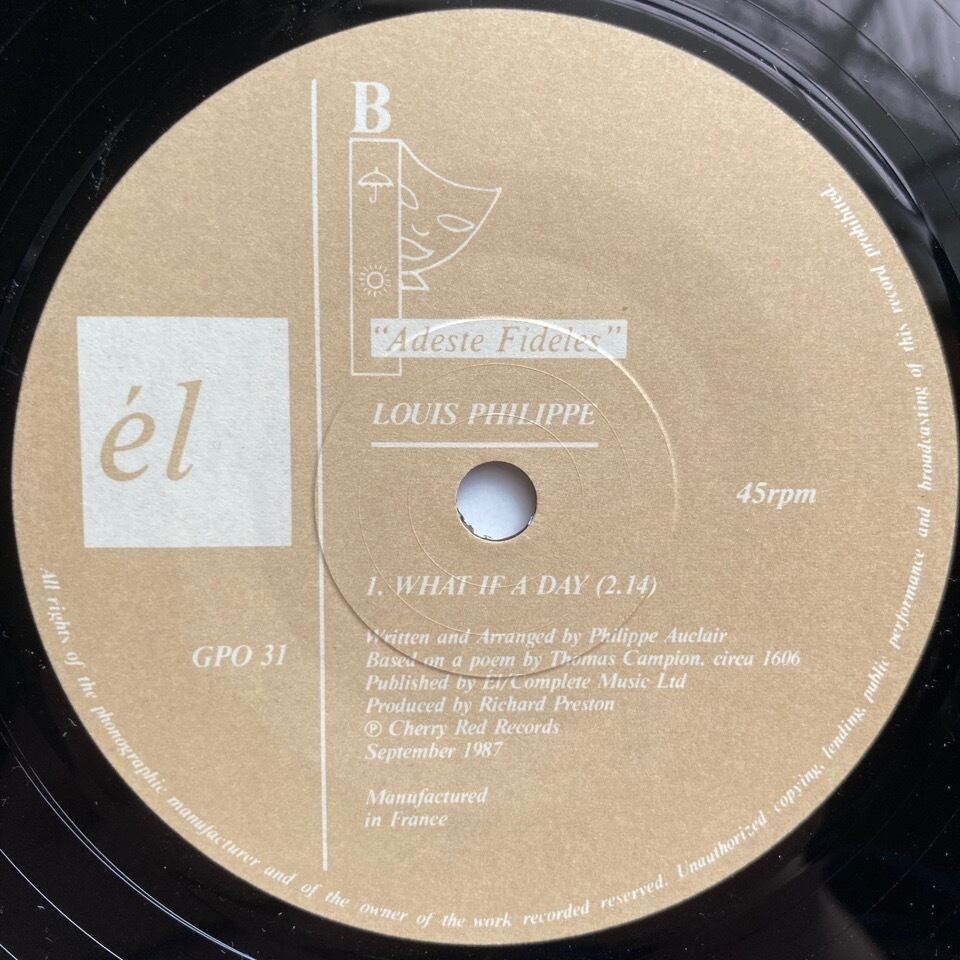 B
"Adeste Fideles"
LOUIS PHILIPPE
él
45rpm
1. WHAT IF A DAY (2.14)
GPO 31
Written and Arranged by Philippe Auclair
Based on a poem by Thomas Campion, circa 1606
Published by El/Complete Music Ltd
Produced by Richard Preston
℗ Cherry Red Records
September 1987
Manufactured
in France
All rights of the phonographic manufacturer and of the owner of the work recorded reserved. Unauthorized copying, lending, public performance and broadcasting of this record prohibited.